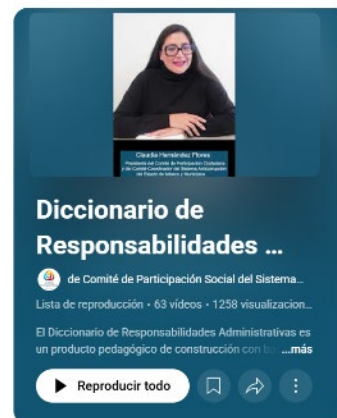 Claudia Hernández Flores
Presidenta del Comité de Participación Ciudadana
y del Comité Coordinador del Sistema Anticorrupción
del Estado de México y Municipios
Diccionario de
Responsabilidades ...
de Comité de Participación Social del Sistema...
Lista de reproducción • 63 vídeos • 1258 visualizacion...
El Diccionario de Responsabilidades Administrativas es
un producto pedagógico de construcción con ...más
Reproducir todo